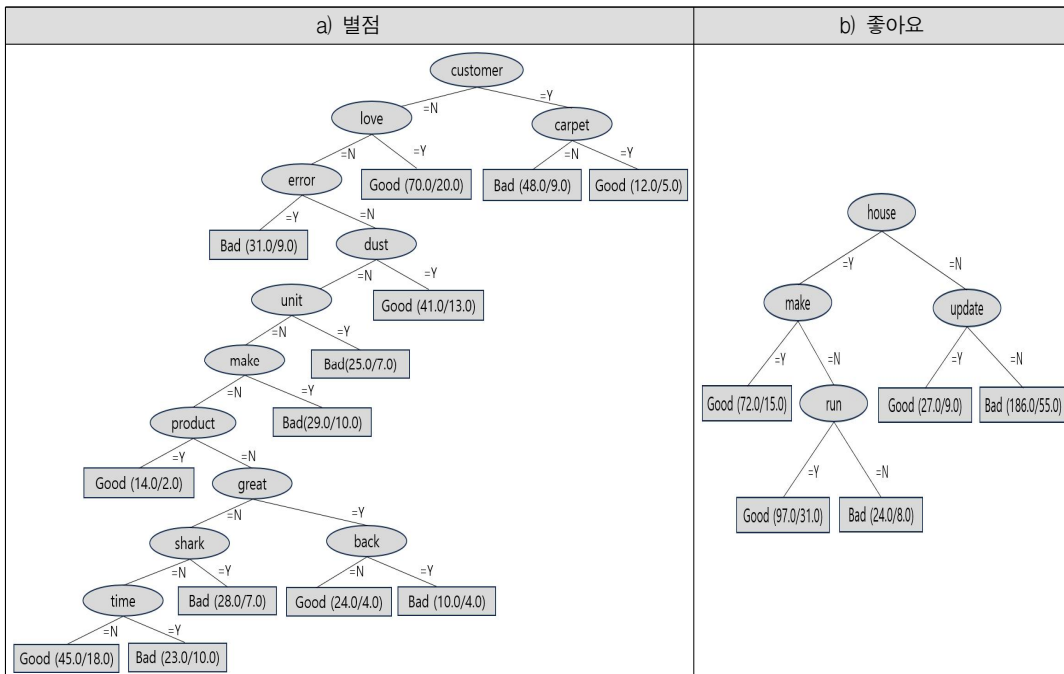 a) 별점
b) 좋아요
customer
=N
=Y
love
carpet
=N
=Y
=N
=Y
error
Good (70.0/20.0)
Bad (48.0/9.0)
Good (12.0/5.0)
=Y
=N
Bad (31.0/9.0)
dust
=N
=Y
unit
Good (41.0/13.0)
=N
=Y
make
Bad(25.0/7.0)
=N
=Y
product
Bad(29.0/10.0)
=Y
=N
Good (14.0/2.0)
great
=N
=Y
shark
back
=N
=Y
=N
=Y
time
Bad (28.0/7.0)
Good (24.0/4.0)
Bad (10.0/4.0)
=N
=Y
Good (45.0/18.0)
Bad (23.0/10.0)
house
=Y
=N
make
update
=Y
=N
=Y
=N
Good (72.0/15.0)
run
Good (27.0/9.0)
Bad (186.0/55.0)
=Y
=N
Good (97.0/31.0)
Bad (24.0/8.0)